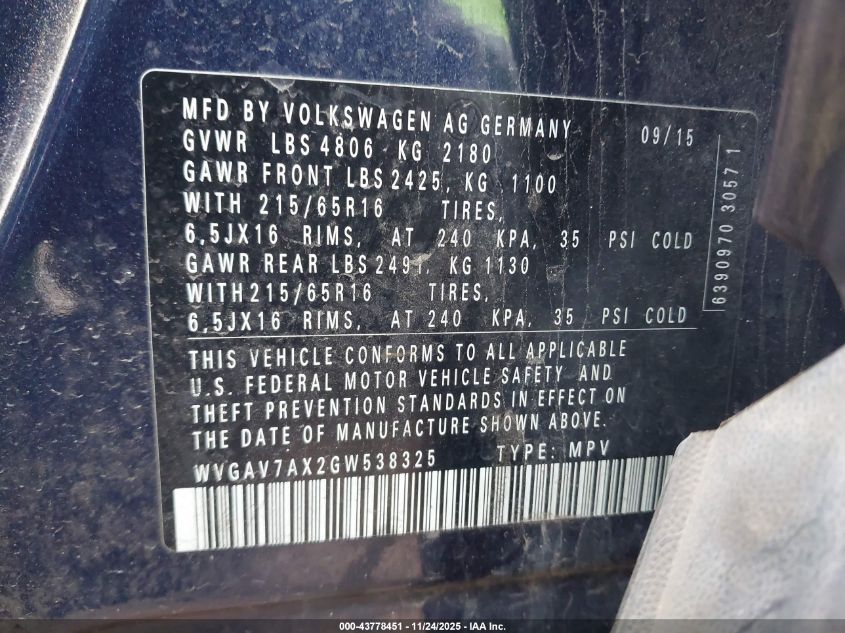 MFD BY VOLKSWAGEN AG GERMANY 09/15
GVWR LBS 4806 KG 2180
GAWR FRONT LBS 2425, KG 1100
WITH 215/65R16 TIRES,
6,5JX16 RIMS, AT 240 KPA, 35 PSI COLD
GAWR REAR LBS 2491, KG 1130
WITH 215/65R16 TIRES,
6,5JX16 RIMS, AT 240 KPA, 35 PSI COLD
6390970 30571
THIS VEHICLE CONFORMS TO ALL APPLICABLE
U.S. FEDERAL MOTOR VEHICLE SAFETY AND
THEFT PREVENTION STANDARDS IN EFFECT ON
THE DATE OF MANUFACTURE SHOWN ABOVE.
WVGAV7AX2GW538325 TYPE: MPV
000-43778451 - 11/24/2025 - IAA Inc.